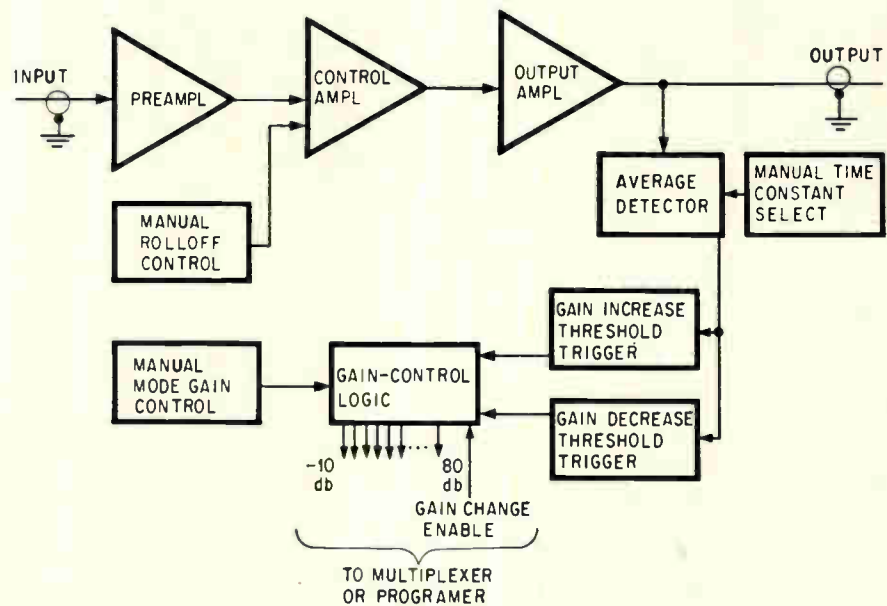 INPUT
PREAMPL
CONTROL
AMPL
OUTPUT
AMPL
OUTPUT
MANUAL
ROLLOFF
CONTROL
AVERAGE
DETECTOR
MANUAL TIME
CONSTANT
SELECT
GAIN INCREASE
THRESHOLD
TRIGGER
MANUAL
MODE GAIN
CONTROL
GAIN-CONTROL
LOGIC
GAIN DECREASE
THRESHOLD
TRIGGER
-10
db
80
db
GAIN CHANGE
ENABLE
TO MULTIPLEXER
OR PROGRAMER